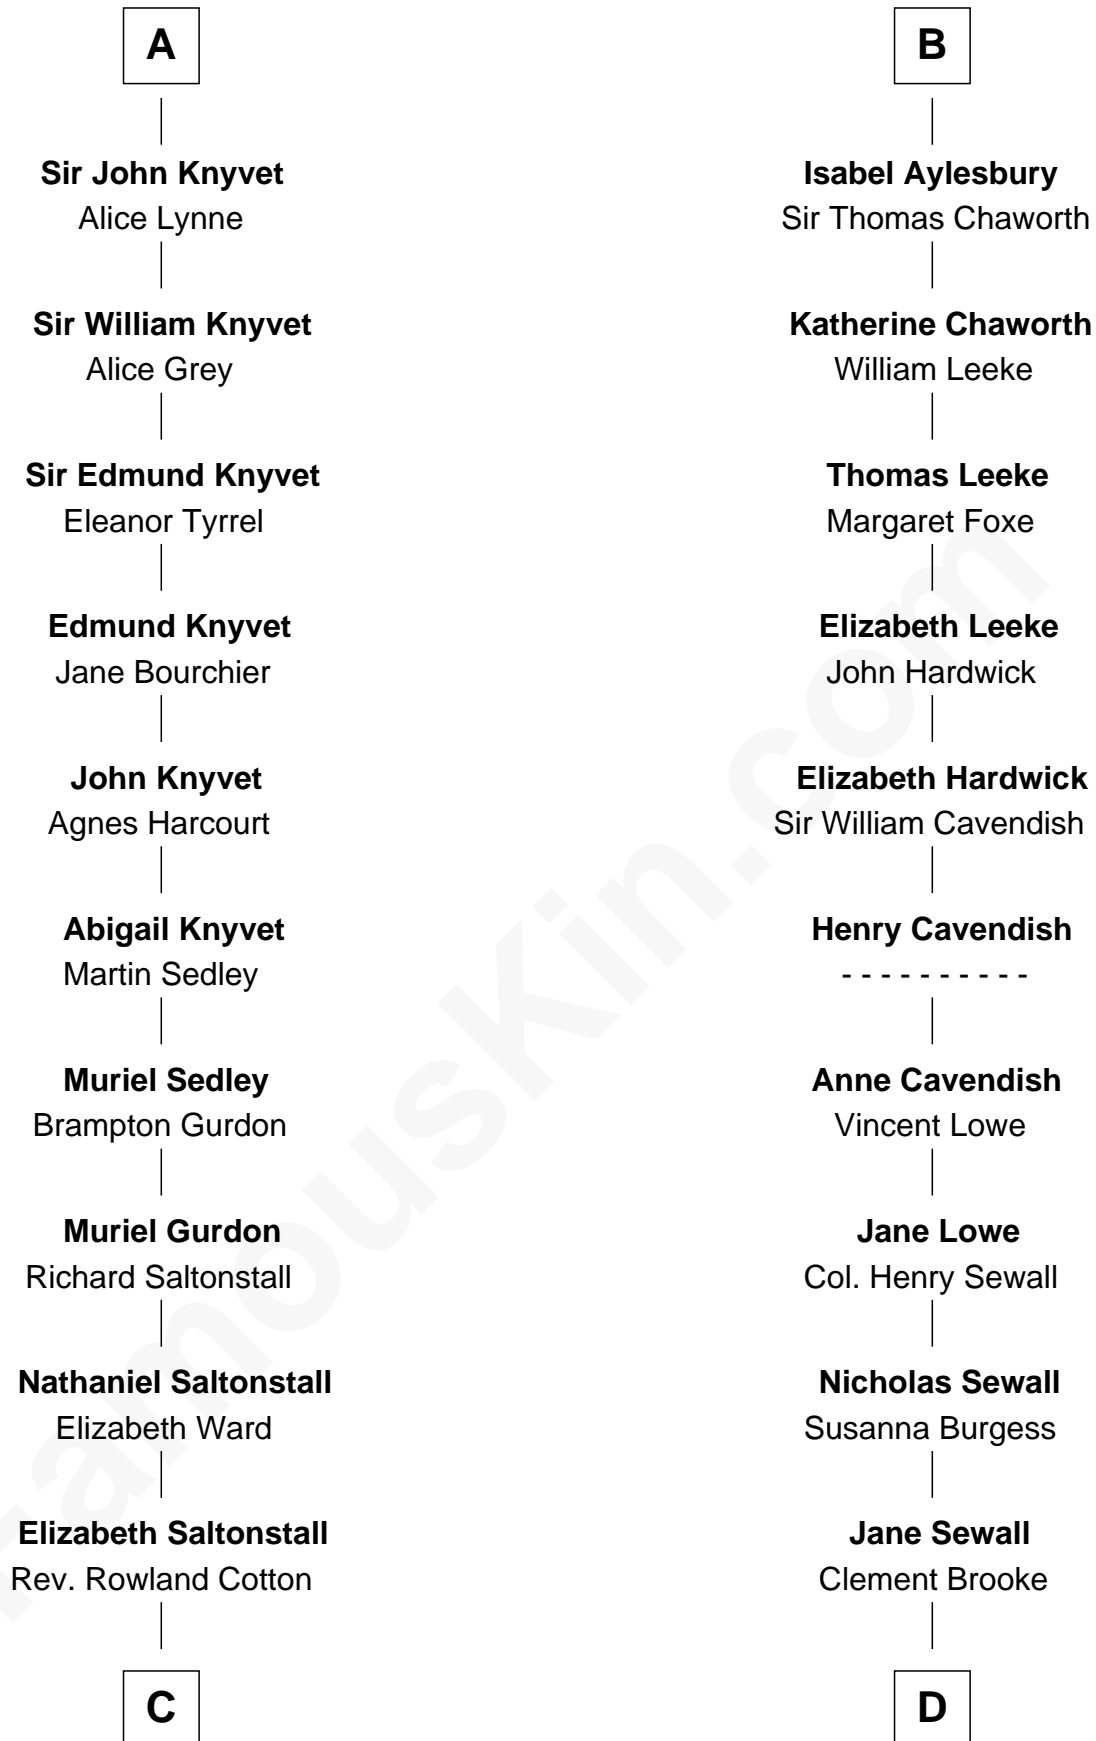 A
Sir John Knyvet
Alice Lynne
Sir William Knyvet
Alice Grey
Sir Edmund Knyvet
Eleanor Tyrrel
Edmund Knyvet
Jane Bourchier
John Knyvet
Agnes Harcourt
Abigail Knyvet
Martin Sedley
Muriel Sedley
Brampton Gurdon
Muriel Gurdon
Richard Saltonstall
Nathaniel Saltonstall
Elizabeth Ward
Elizabeth Saltonstall
Rev. Rowland Cotton
C
B
Isabel Aylesbury
Sir Thomas Chaworth
Katherine Chaworth
William Leeke
Thomas Leeke
Margaret Foxe
Elizabeth Leeke
John Hardwick
Elizabeth Hardwick
Sir William Cavendish
Henry Cavendish
- - - - - - - - - -
Anne Cavendish
Vincent Lowe
Jane Lowe
Col. Henry Sewall
Nicholas Sewall
Susanna Burgess
Jane Sewall
Clement Brooke
D
FamousKin.com